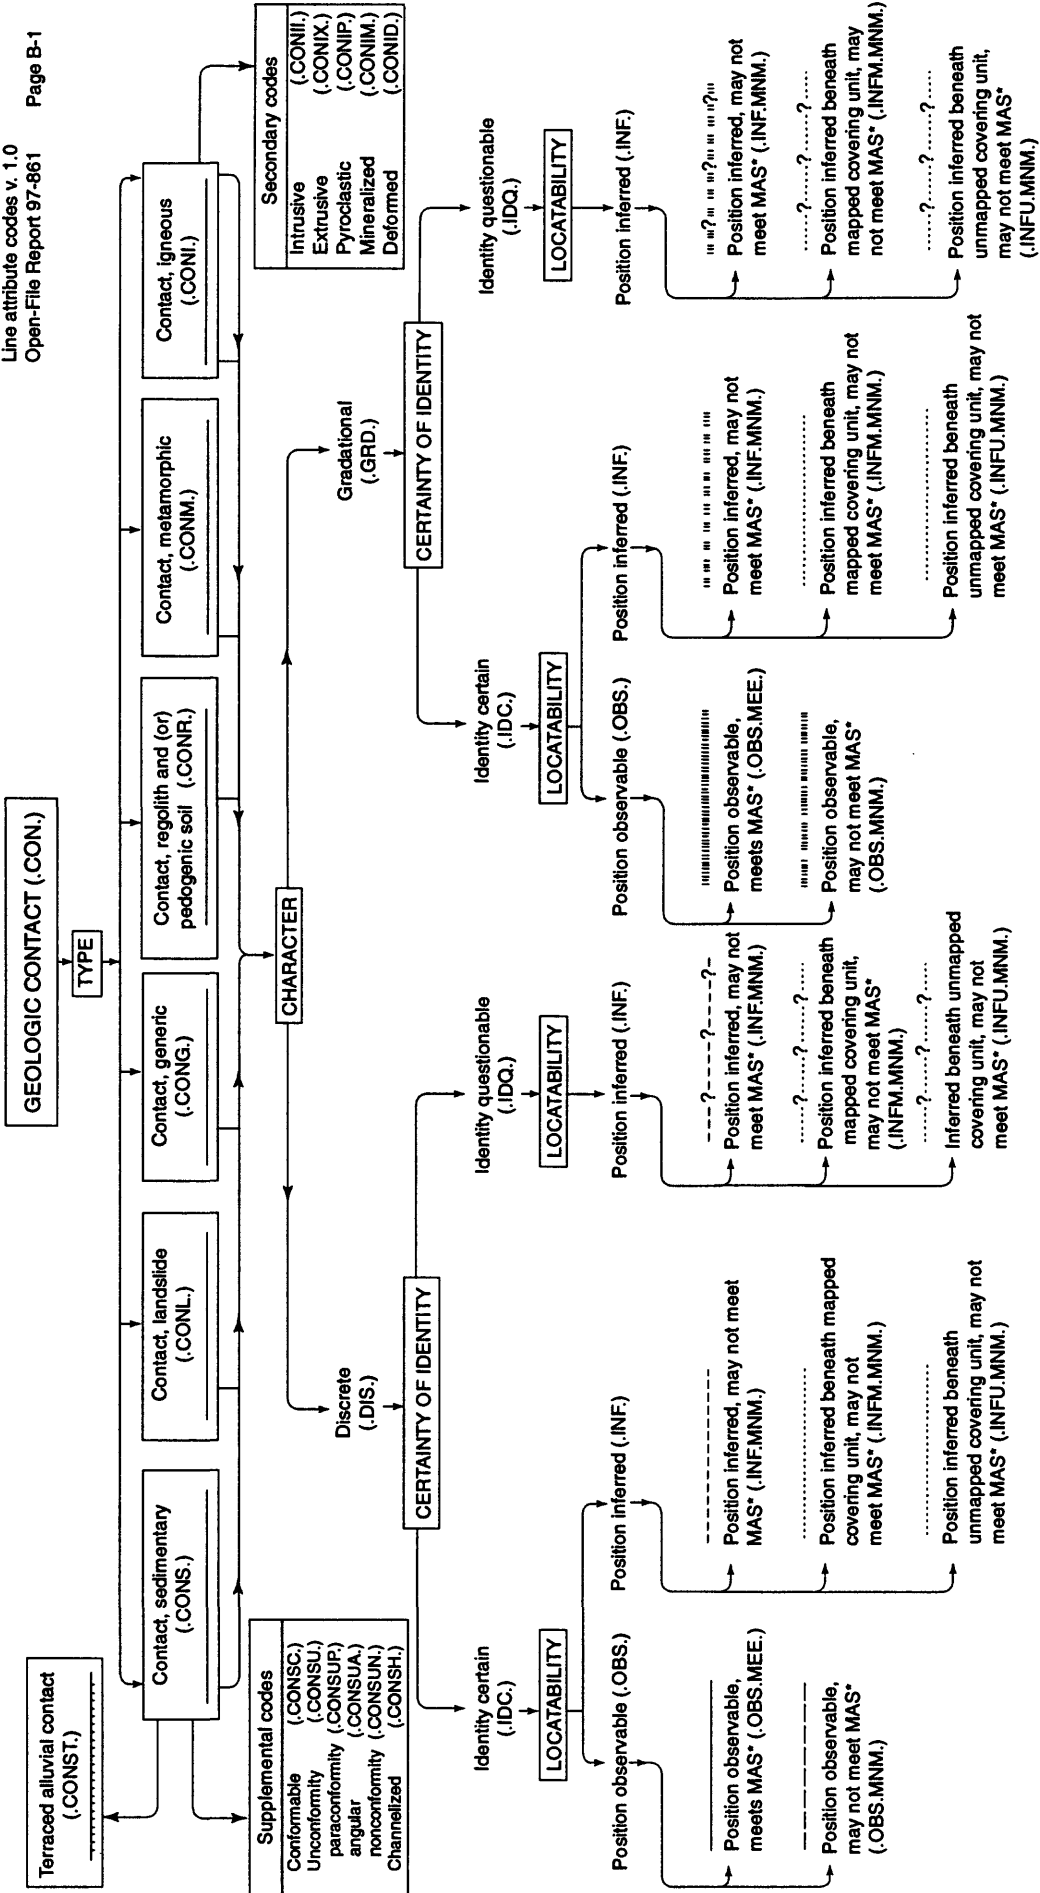 Line attribute codes v. 1.0
Open-File Report 97-861 Page B-1
GEOLOGIC CONTACT (.CON.)
TYPE
Terraced alluvial contact
(.CONST.)
Contact, sedimentary
(.CONS.)
Contact, landslide
(.CONL.)
Contact, generic
(.CONG.)
Contact, regolith and (or)
pedogenic soil (.CONR.)
Contact, metamorphic
(.CONM.)
Contact, igneous
(.CONI.)
Supplemental codes
Conformable (.CONSC.)
Unconformity (.CONSU.)
paraconformity (.CONSUP.)
angular (.CONSUA.)
nonconformity (.CONSUN.)
Channelized (.CONSH.)
Secondary codes
Intrusive (.CONII.)
Extrusive (.CONIX.)
Pyroclastic (.CONIP.)
Mineralized (.CONIM.)
Deformed (.CONID.)
CHARACTER
Discrete
(.DIS.)
Gradational
(.GRD.)
CERTAINTY OF IDENTITY
CERTAINTY OF IDENTITY
Identity certain
(.IDC.)
Identity questionable
(.IDQ.)
Identity certain
(.IDC.)
Identity questionable
(.IDQ.)
LOCATABILITY
LOCATABILITY
LOCATABILITY
LOCATABILITY
Position observable (.OBS.)
Position inferred (.INF.)
Position inferred (.INF.)
Position observable (.OBS.)
Position inferred (.INF.)
Position inferred (.INF.)
Position observable,
meets MAS* (.OBS.MEE.)
Position observable,
may not meet MAS*
(.OBS.MNM.)
Position inferred, may not meet
MAS* (.INF.MNM.)
Position inferred beneath mapped
covering unit, may not
meet MAS* (.INFM.MNM.)
Position inferred beneath
unmapped covering unit, may not
meet MAS* (.INFU.MNM.)
---?-----?-----?-
Position inferred, may not
meet MAS* (.INF.MNM.)
.....?......?......?....
Position inferred beneath
mapped covering unit,
may not meet MAS*
(.INFM.MNM.)
.....?......?......?....
Inferred beneath unmapped
covering unit, may not
meet MAS* (.INFU.MNM.)
Position observable,
meets MAS* (.OBS.MEE.)
Position observable,
may not meet MAS*
(.OBS.MNM.)
Position inferred, may not
meet MAS* (.INF.MNM.)
Position inferred beneath
mapped covering unit, may not
meet MAS* (.INFM.MNM.)
Position inferred beneath
unmapped covering unit, may not
meet MAS* (.INFU.MNM.)
? ?
Position inferred, may not
meet MAS* (.INF.MNM.)
.....?......?......?.....
Position inferred beneath
mapped covering unit, may
not meet MAS* (.INFM.MNM.)
.....?......?......?.....
Position inferred beneath
unmapped covering unit,
may not meet MAS*
(.INFU.MNM.)